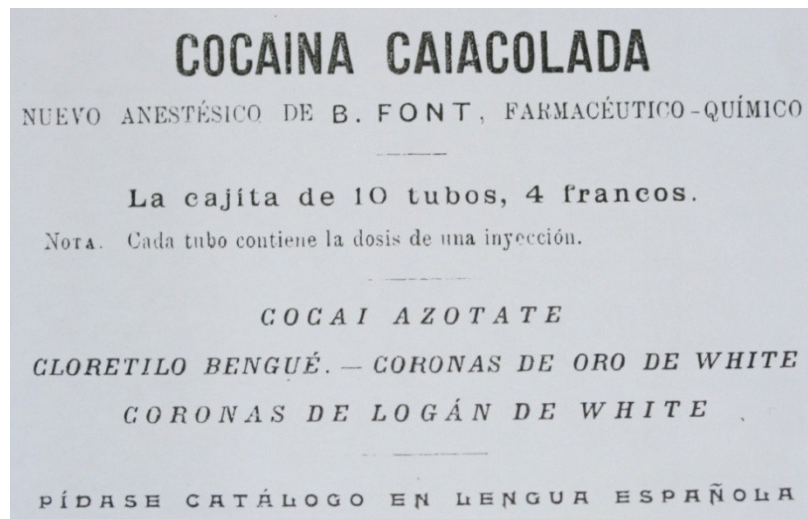 COCAINA CAIACOLADA
NUEVO ANESTÉSICO DE B. FONT, FARMACÉUTICO-QUÍMICO
La cajíta de 10 tubos, 4 francos.
NOTA. Cada tubo contiene la dosis de una inyección.
COCAI AZOTATE
CLORETILO BENGUÉ. — CORONAS DE ORO DE WHITE
CORONAS DE LOGÁN DE WHITE
PÍDASE CATÁLOGO EN LENGUA ESPAÑOLA